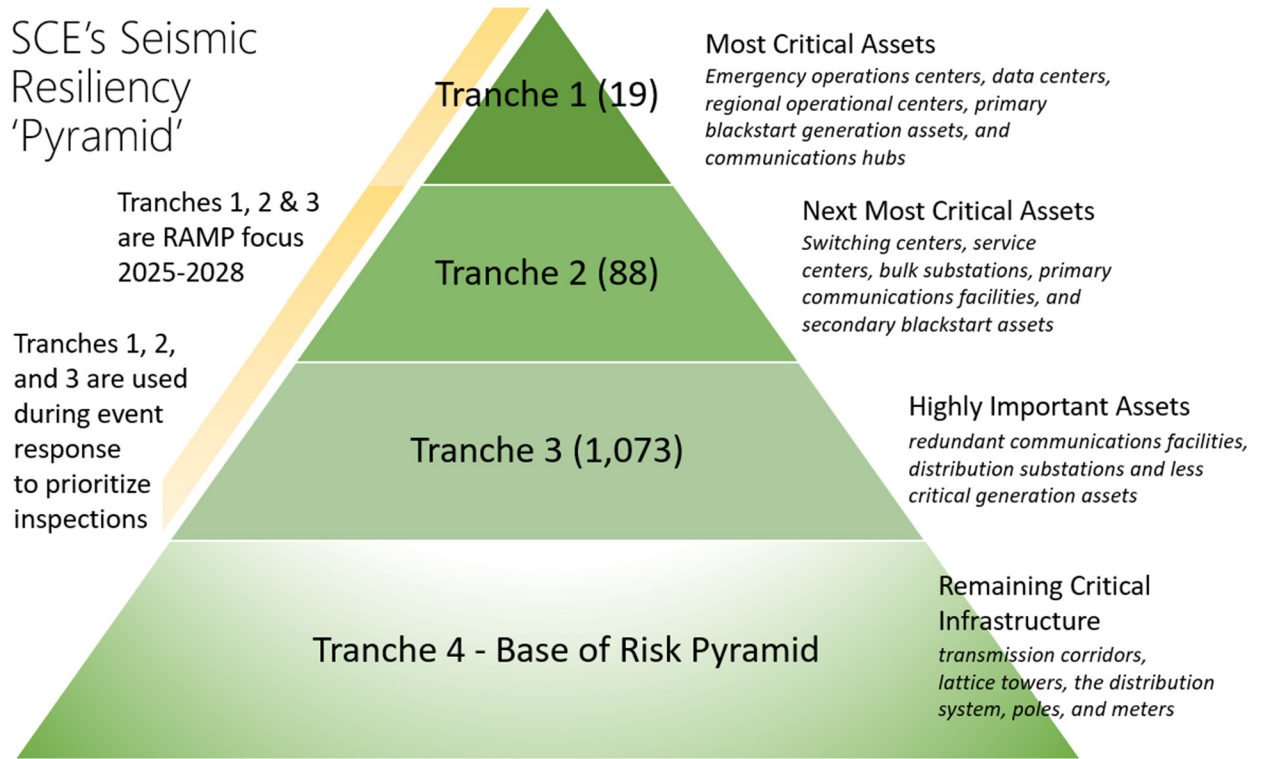 SCE's Seismic
Resiliency
'Pyramid'
Tranche 1 (19)
Most Critical Assets
Emergency operations centers, data centers,
regional operational centers, primary
blackstart generation assets, and
communications hubs
Tranches 1, 2 & 3
are RAMP focus
2025-2028
Tranche 2 (88)
Next Most Critical Assets
Switching centers, service
centers, bulk substations, primary
communications facilities, and
secondary blackstart assets
Tranches 1, 2,
and 3 are used
during event
response
to prioritize
inspections
Tranche 3 (1,073)
Highly Important Assets
redundant communications facilities,
distribution substations and less
critical generation assets
Tranche 4 - Base of Risk Pyramid
Remaining Critical
Infrastructure
transmission corridors,
lattice towers, the distribution
system, poles, and meters